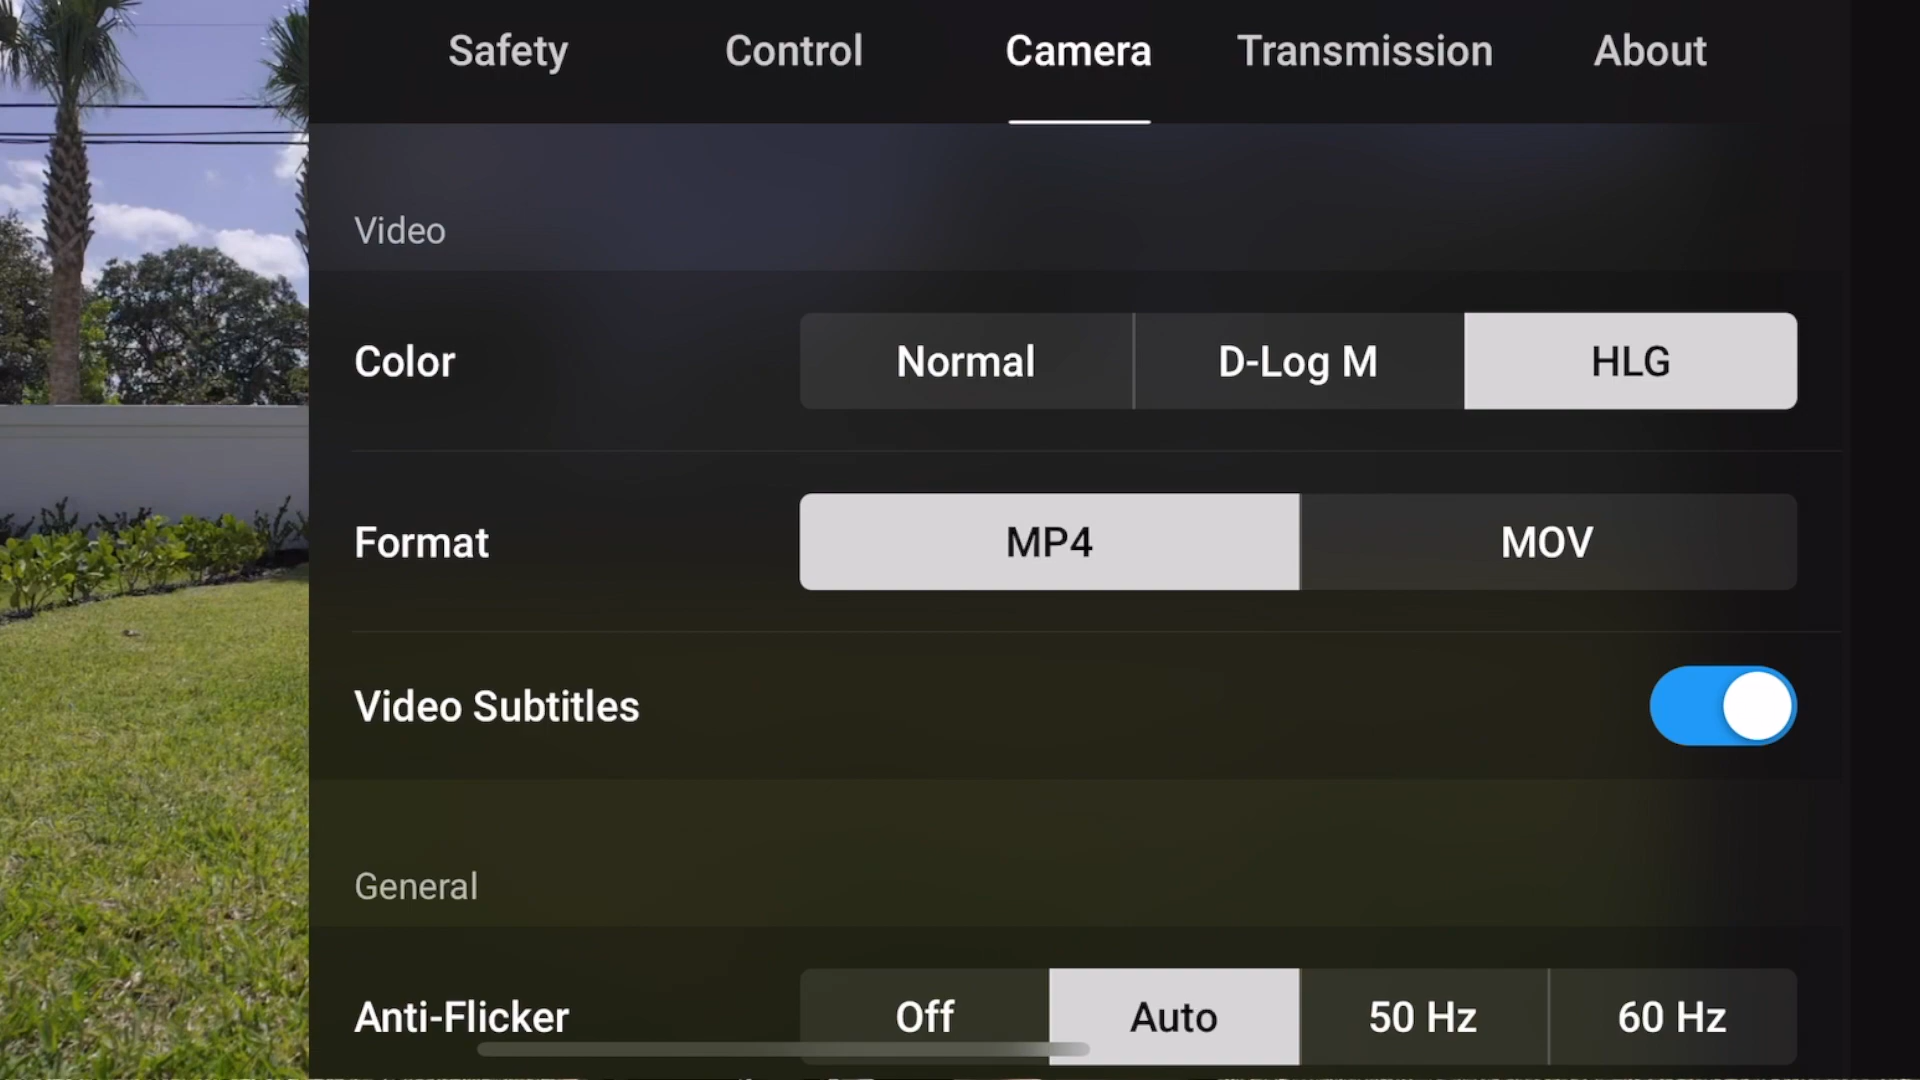 Safety Control Camera Transmission About
Video
Color Normal D-Log M HLG
Format MP4 MOV
Video Subtitles
General
Anti-Flicker Off Auto 50 Hz 60 Hz